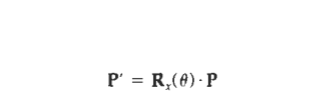 P′ = Rₓ(θ) · P